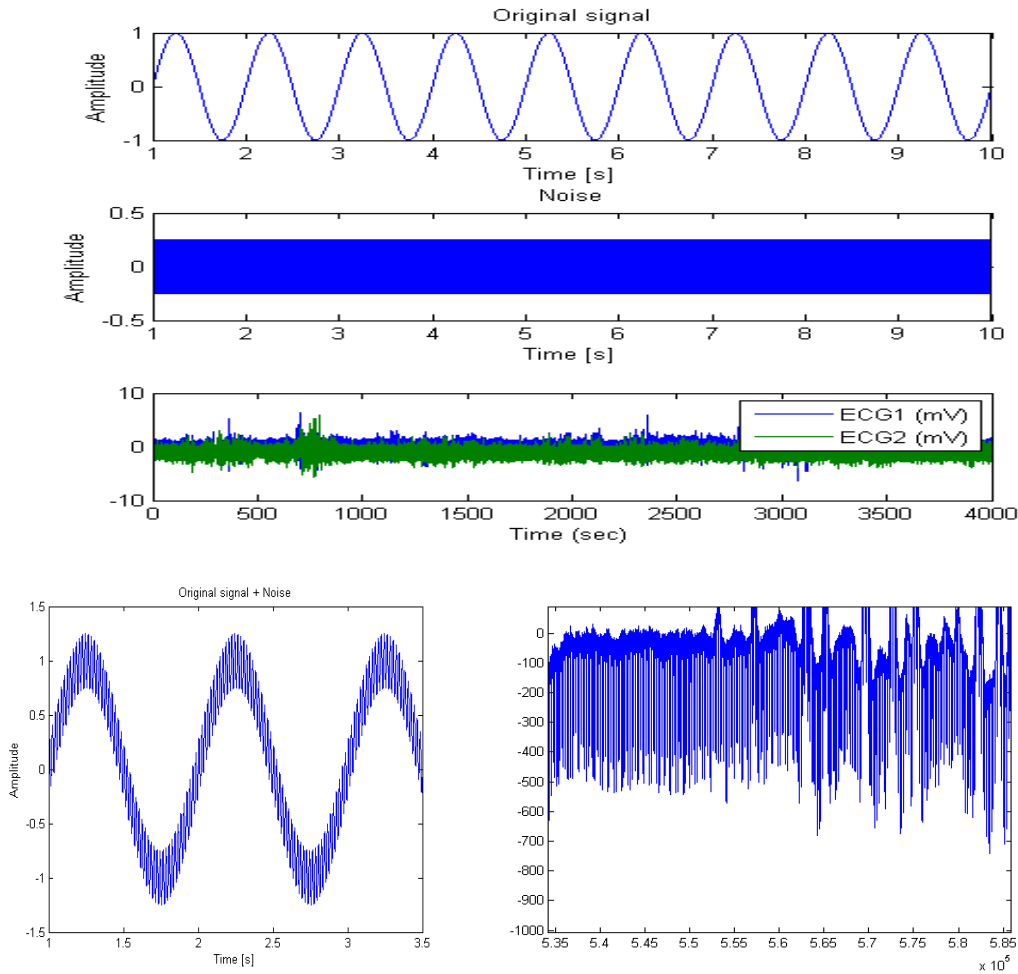 Original signal
1
0
-1
Amplitude
1 2 3 4 5 6 7 8 9 10
Time [s]
Noise
0.5
0
-0.5
Amplitude
1 2 3 4 5 6 7 8 9 10
Time [s]
10
0
-10
ECG1 (mV)
ECG2 (mV)
0 500 1000 1500 2000 2500 3000 3500 4000
Time (sec)
Original signal + Noise
1.5
1
0.5
0
-0.5
-1
-1.5
Amplitude
1 1.5 2 2.5 3 3.5
Time [s]
0
-100
-200
-300
-400
-500
-600
-700
-800
-900
-1000
5.35 5.4 5.45 5.5 5.55 5.6 5.65 5.7 5.75 5.8 5.85
x 10⁵